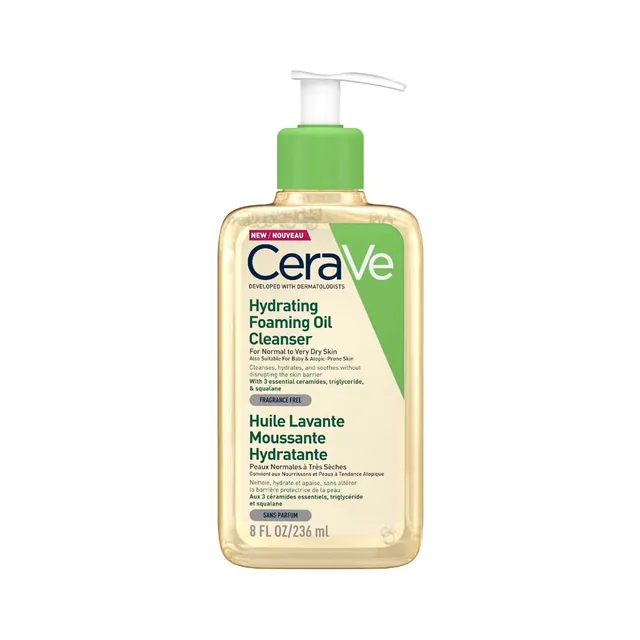 NEW / NOUVEAU
CeraVe
DEVELOPED WITH DERMATOLOGISTS
Hydrating
Foaming Oil
Cleanser
For Normal to Very Dry Skin
Also Suitable For Baby & Atopic-Prone Skin
Cleanses, hydrates, and soothes without
disrupting the skin barrier
With 3 essential ceramides, triglyceride,
& squalane
FRAGRANCE FREE
Huile Lavante
Moussante
Hydratante
Peaux Normales à Très Sèches
Convient aux Nourrissons et Peaux à Tendance Atopique
Nettoie, hydrate et apaise, sans altérer
la barrière protectrice de la peau
Aux 3 céramides essentiels, triglycéride
et squalane
SANS PARFUM
8 FL OZ/236 ml